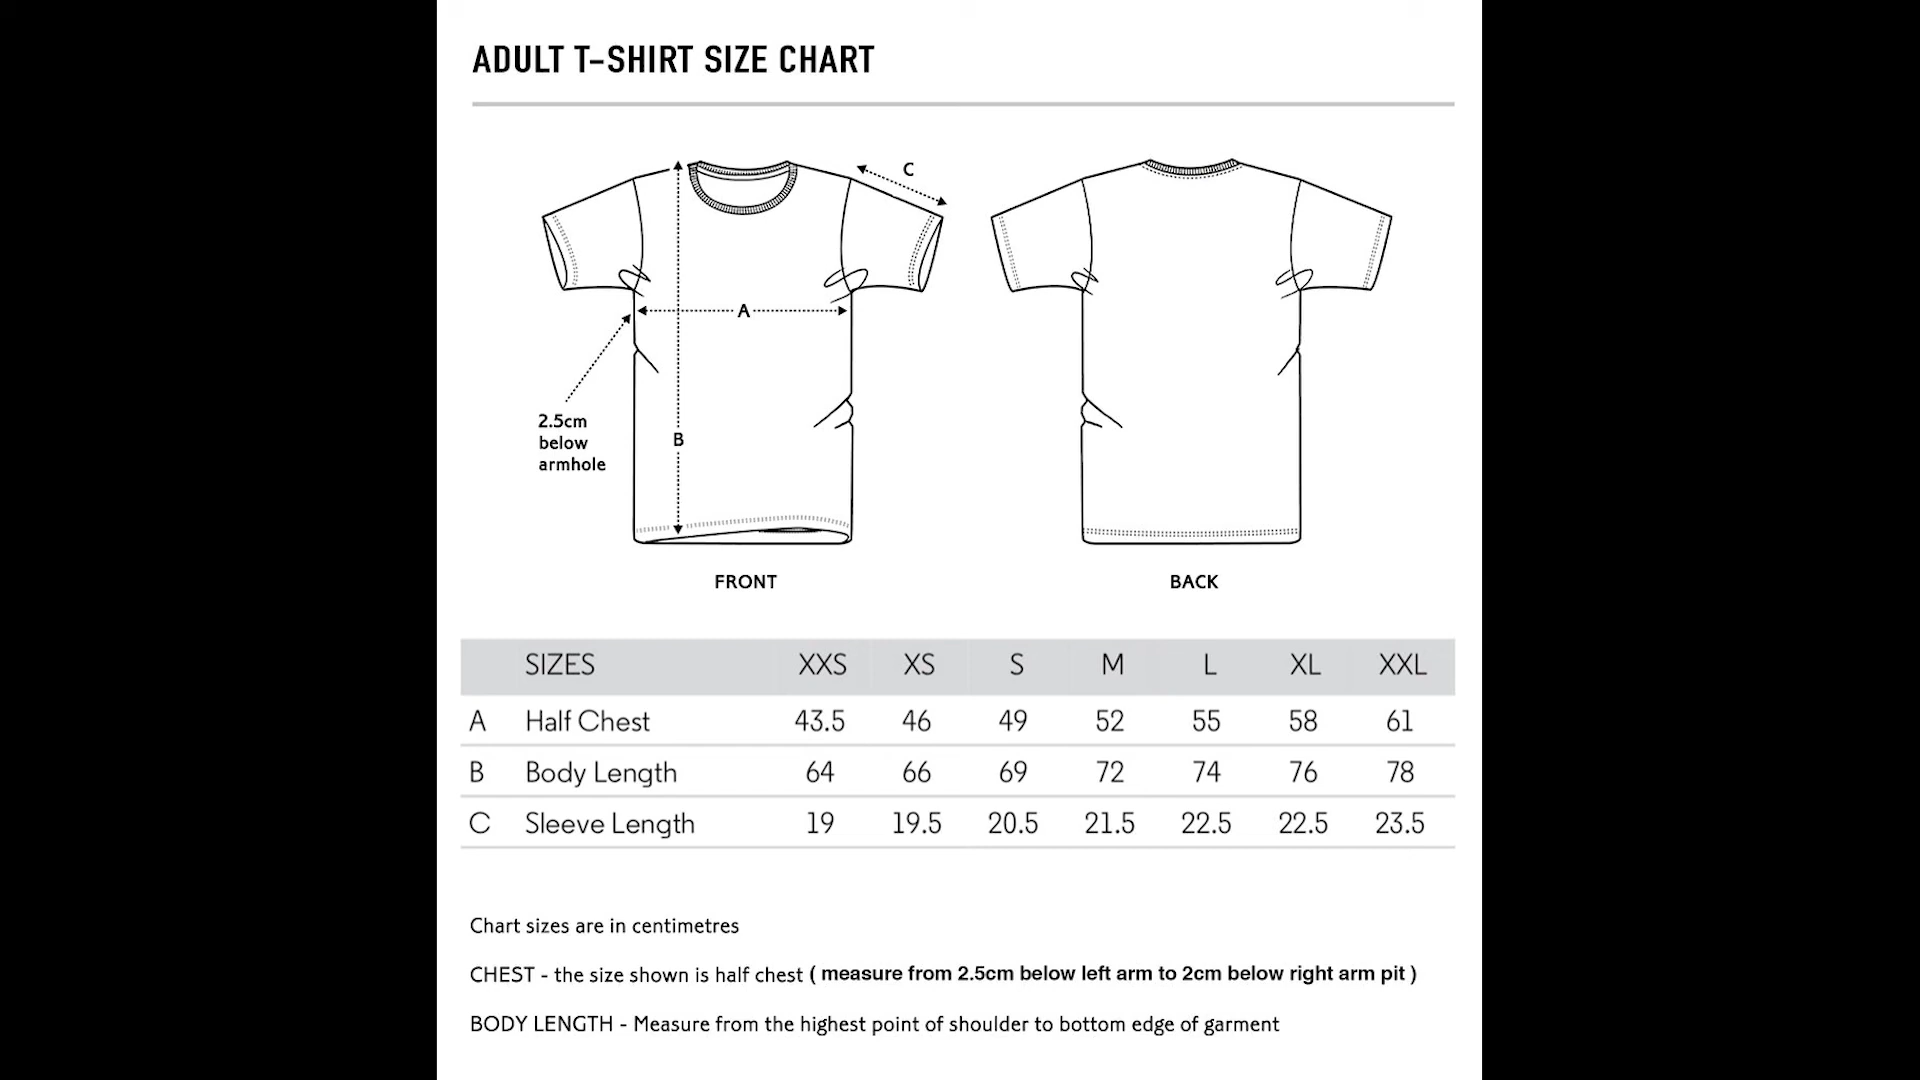 ADULT T-SHIRT SIZE CHART
C
A
2.5cm
below
armhole
B
FRONT
BACK
SIZES XXS XS S M L XL XXL
A Half Chest 43.5 46 49 52 55 58 61
B Body Length 64 66 69 72 74 76 78
C Sleeve Length 19 19.5 20.5 21.5 22.5 22.5 23.5
Chart sizes are in centimetres
CHEST - the size shown is half chest ( measure from 2.5cm below left arm to 2cm below right arm pit )
BODY LENGTH - Measure from the highest point of shoulder to bottom edge of garment